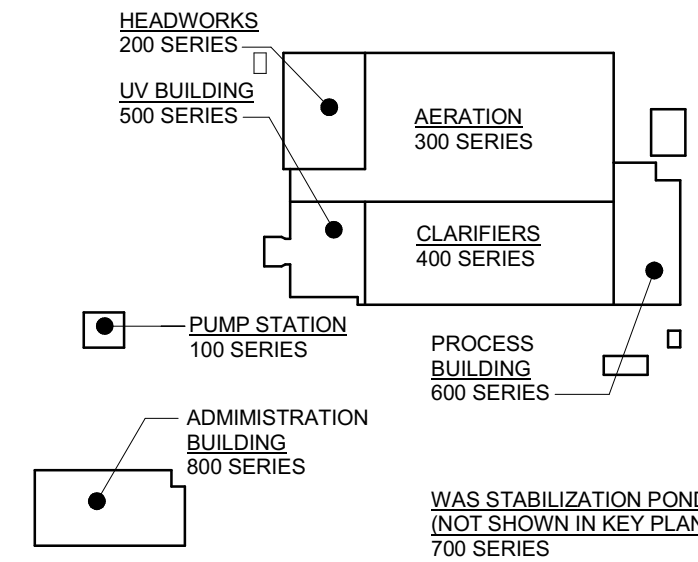 HEADWORKS
200 SERIES
UV BUILDING
500 SERIES
AERATION
300 SERIES
CLARIFIERS
400 SERIES
PUMP STATION
100 SERIES
PROCESS
BUILDING
600 SERIES
ADMIMISTRATION
BUILDING
800 SERIES
WAS STABILIZATION POND
(NOT SHOWN IN KEY PLAN
700 SERIES